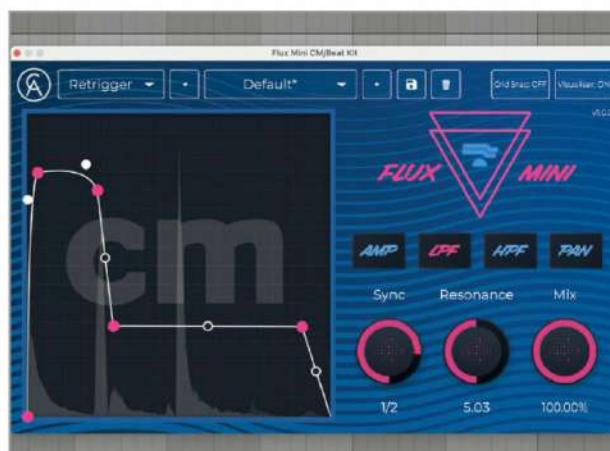 Flux Mini CM/Beat Kit
Retrigger
Default*
Grid Snap: OFF
Visualiser: ON
cm
FLUX MINI
AMP LPF HPF PAN
Sync Resonance Mix
1/2 5.03 100.00%